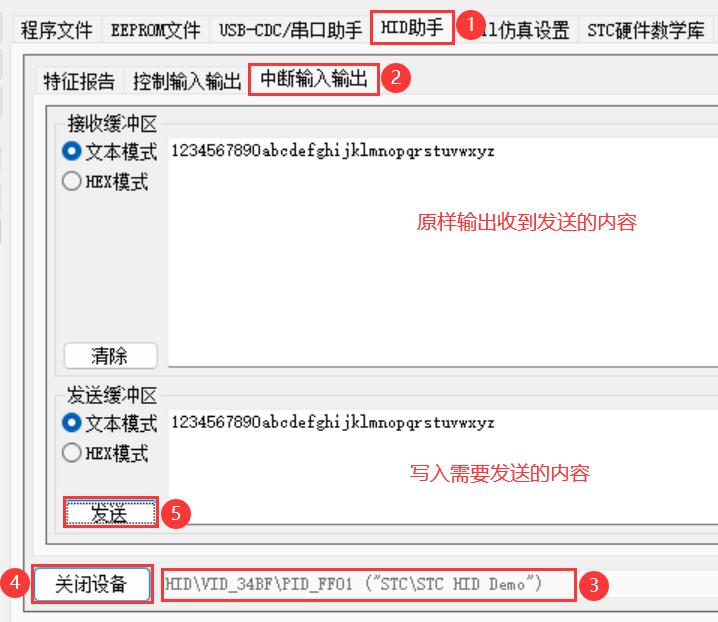 程序文件 EEPROM文件 USB-CDC/串口助手 HID助手 1 仿真设置 STC硬件数学库
特征报告 控制输入输出 中断输入输出 2
接收缓冲区
文本模式 1234567890abcdefghijklmnopqrstuvwxyz
HEX模式
原样输出收到发送的内容
清除
发送缓冲区
文本模式 1234567890abcdefghijklmnopqrstuvwxyz
HEX模式
写入需要发送的内容
发送 5
4 关闭设备 HID\VID_34BF\PID_FF01 ("STC\STC HID Demo") 3